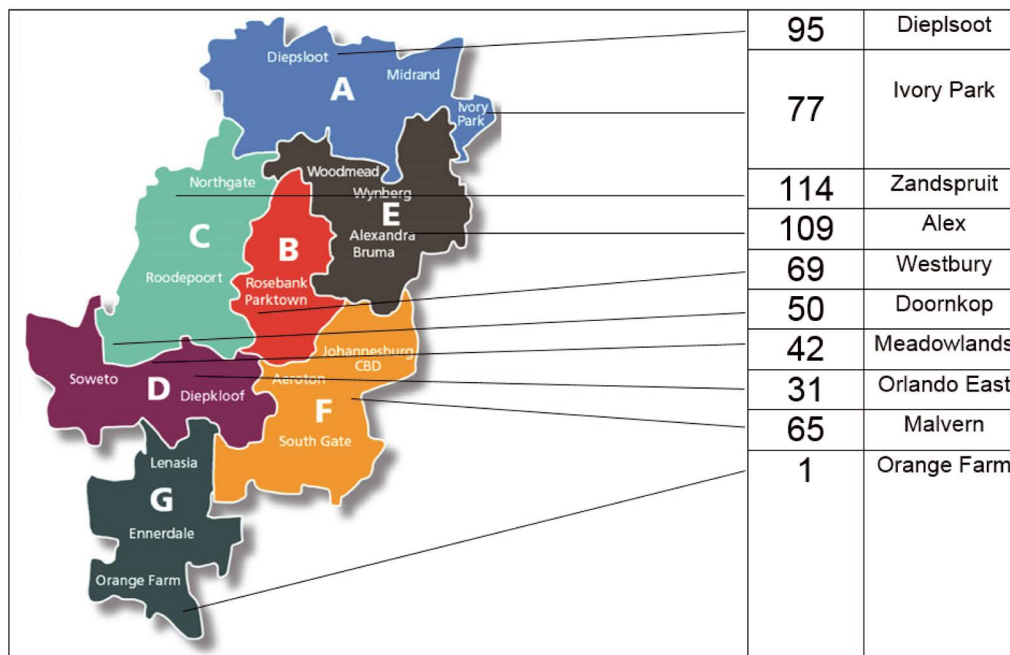 Diepsloot
Midrand
A
Ivory
Park
Northgate
Woodmead
Wynberg
C
E
B
Alexandra
Bruma
Roodepoort
Rosebank
Parktown
Johannesburg
CBD
Soweto
D
Diepkloof
Aeroton
F
South Gate
Lenasia
G
Ennerdale
Orange Farm
95 Dieplsoot
77 Ivory Park
114 Zandspruit
109 Alex
69 Westbury
50 Doornkop
42 Meadowlands
31 Orlando East
65 Malvern
1 Orange Farm